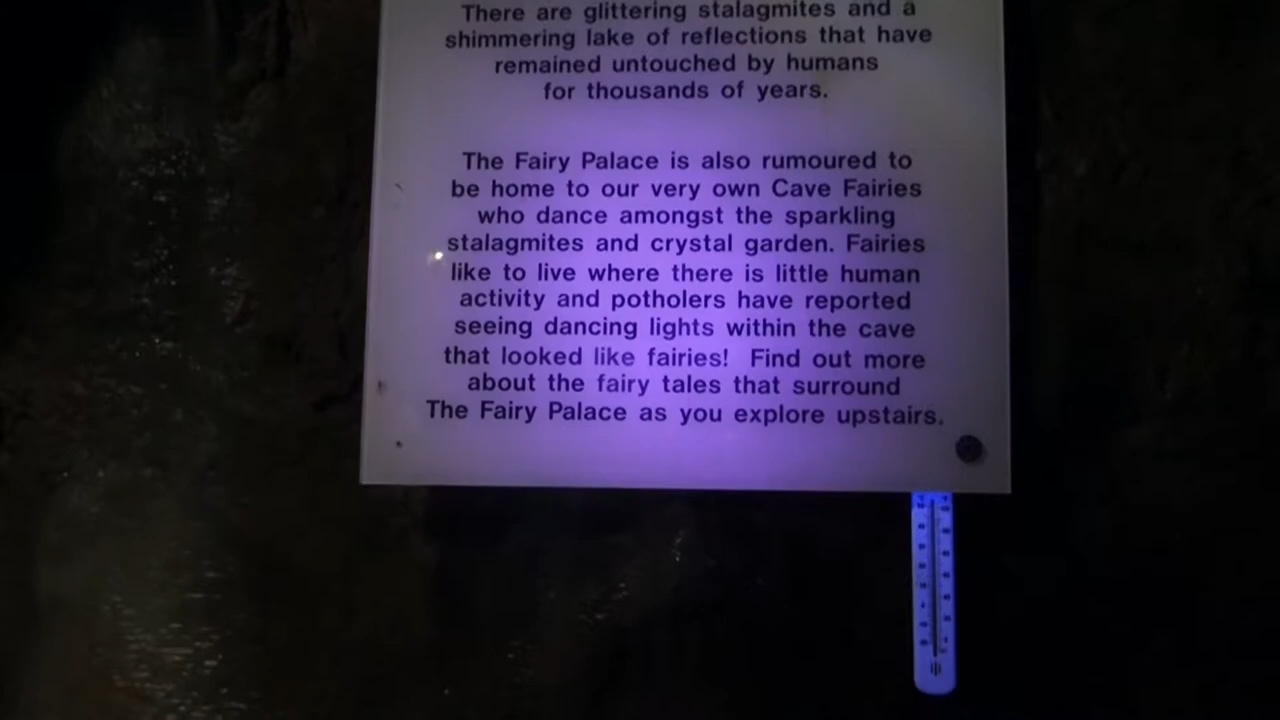 There are glittering stalagmites and a
shimmering lake of reflections that have
remained untouched by humans
for thousands of years.
The Fairy Palace is also rumoured to
be home to our very own Cave Fairies
who dance amongst the sparkling
stalagmites and crystal garden. Fairies
like to live where there is little human
activity and potholers have reported
seeing dancing lights within the cave
that looked like fairies! Find out more
about the fairy tales that surround
The Fairy Palace as you explore upstairs.